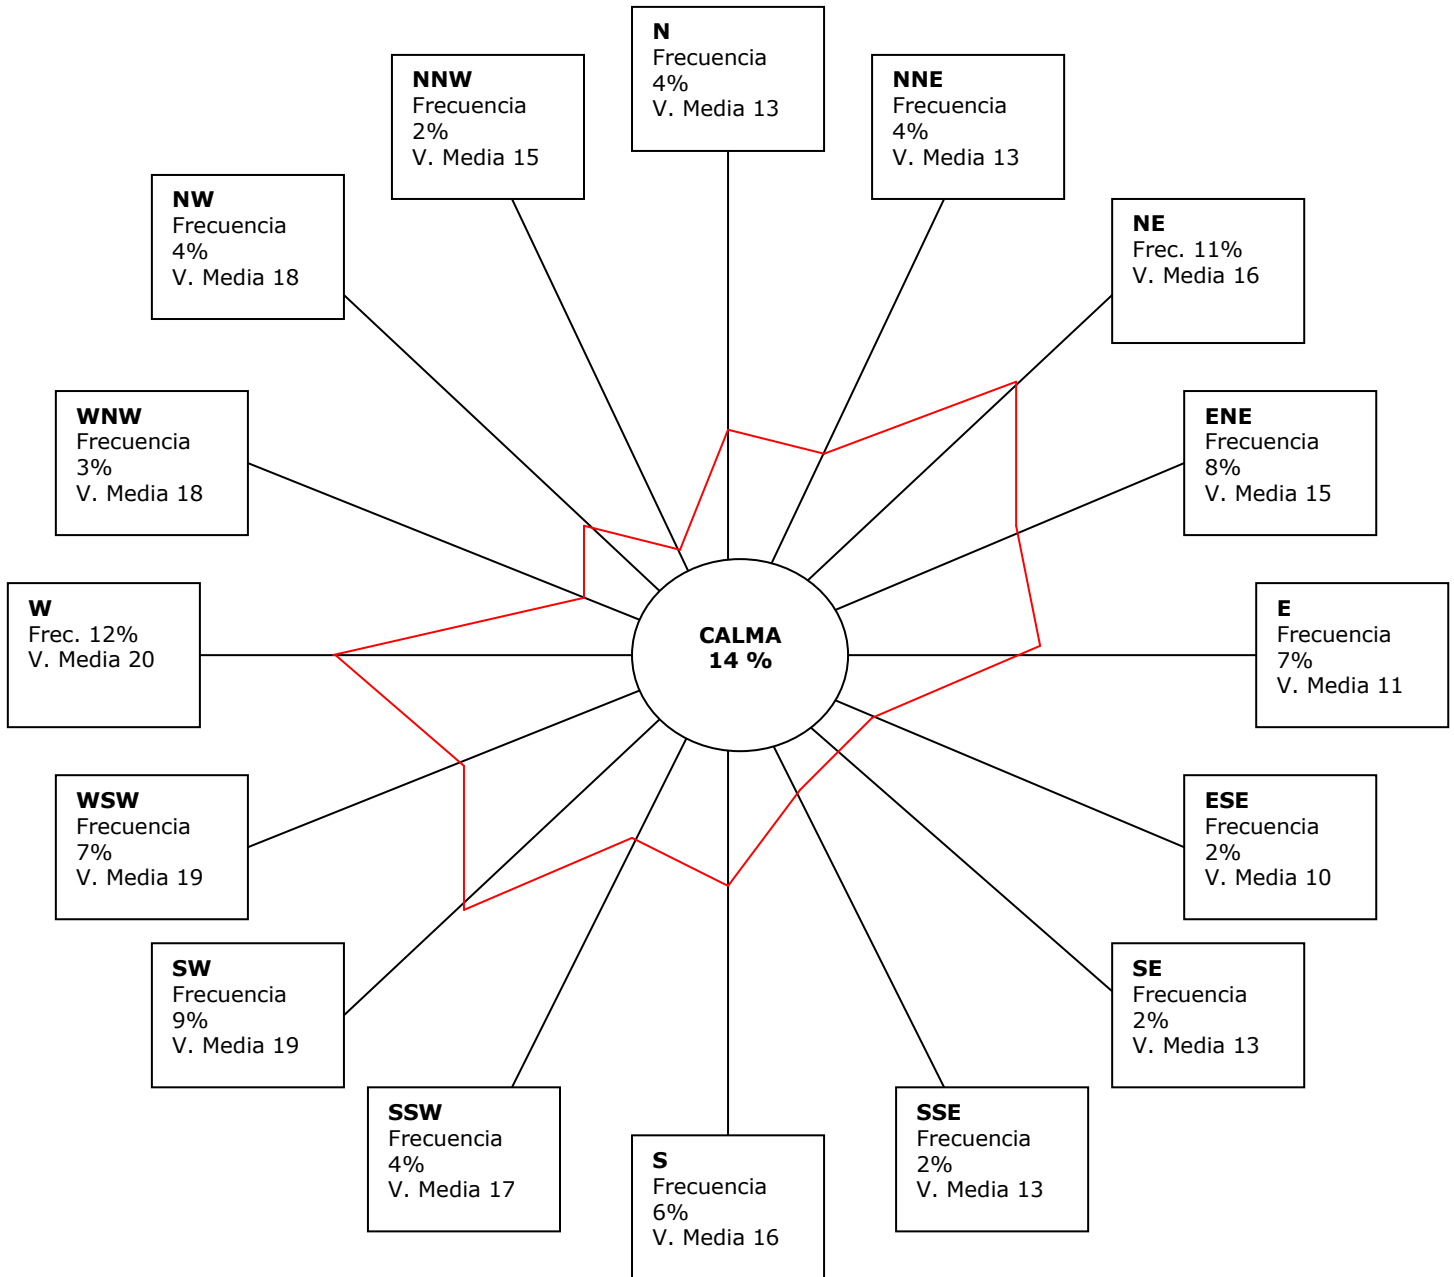 N
Frecuencia
4%
V. Media 13
NNW
Frecuencia
2%
V. Media 15
NNE
Frecuencia
4%
V. Media 13
NW
Frecuencia
4%
V. Media 18
NE
Frec. 11%
V. Media 16
WNW
Frecuencia
3%
V. Media 18
ENE
Frecuencia
8%
V. Media 15
W
Frec. 12%
V. Media 20
CALMA
14 %
E
Frecuencia
7%
V. Media 11
WSW
Frecuencia
7%
V. Media 19
ESE
Frecuencia
2%
V. Media 10
SW
Frecuencia
9%
V. Media 19
SE
Frecuencia
2%
V. Media 13
SSW
Frecuencia
4%
V. Media 17
S
Frecuencia
6%
V. Media 16
SSE
Frecuencia
2%
V. Media 13